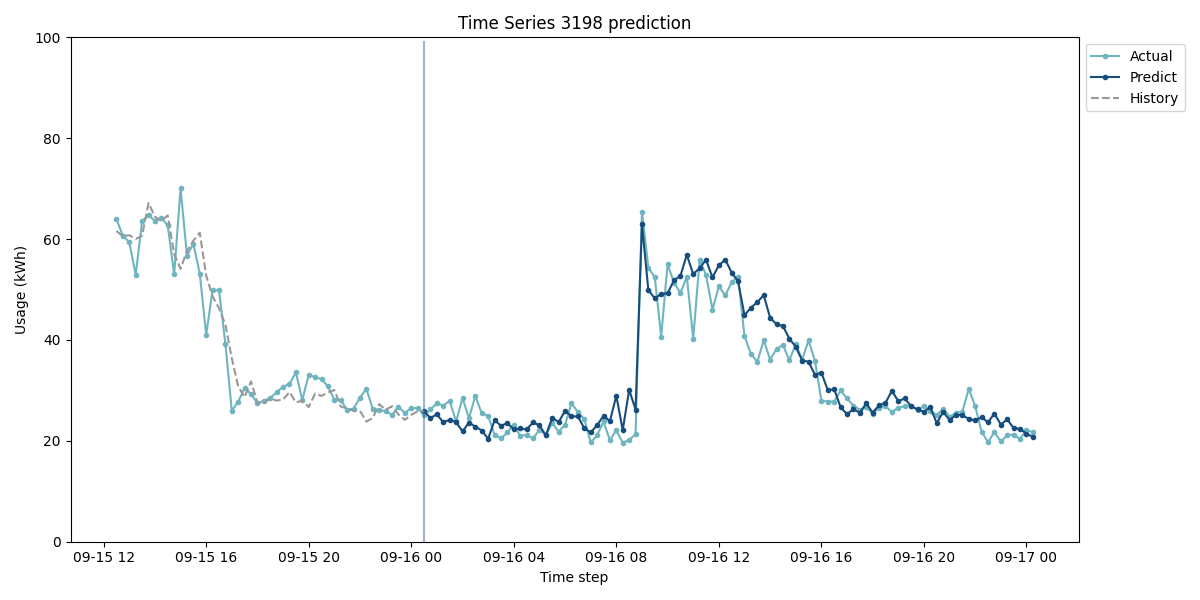 Time Series 3198 prediction
100
80
60
40
20
0
Usage (kWh)
09-15 12
09-15 16
09-15 20
09-16 00
09-16 04
09-16 08
09-16 12
09-16 16
09-16 20
09-17 00
Time step
Actual
Predict
History